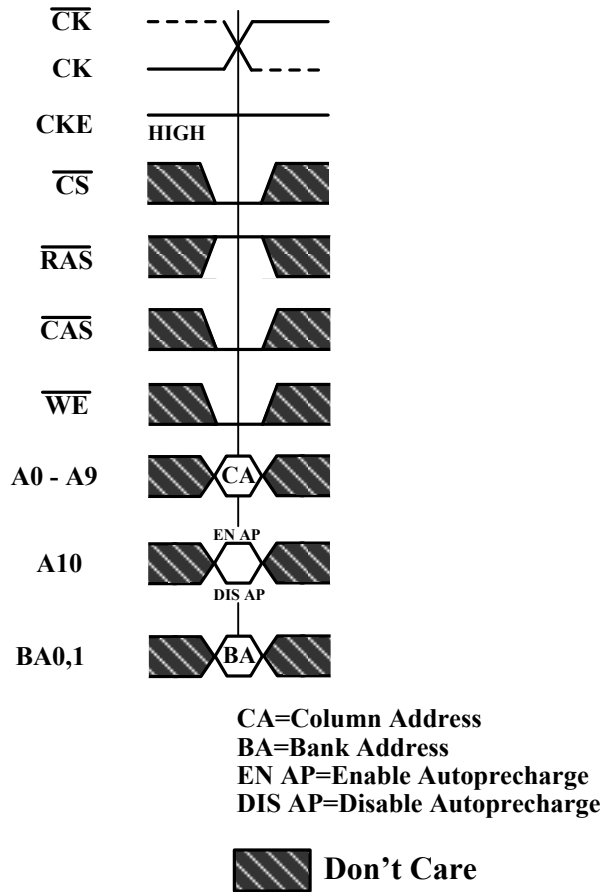 CK
CK
CKE
HIGH
CS
RAS
CAS
WE
A0 - A9
CA
EN AP
A10
DIS AP
BA0,1
BA
CA=Column Address
BA=Bank Address
EN AP=Enable Autoprecharge
DIS AP=Disable Autoprecharge
Don't Care